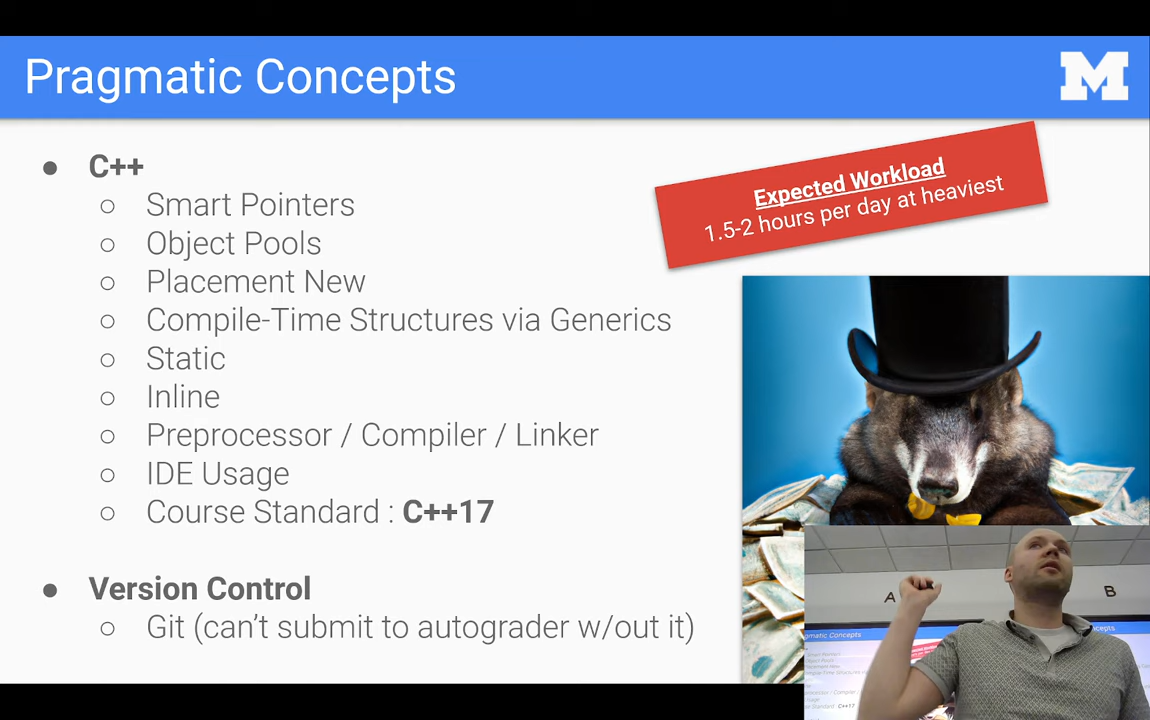 Pragmatic Concepts
M
● C++
○ Smart Pointers
○ Object Pools
○ Placement New
○ Compile-Time Structures via Generics
○ Static
○ Inline
○ Preprocessor / Compiler / Linker
○ IDE Usage
○ Course Standard : C++17
● Version Control
○ Git (can't submit to autograder w/out it)
Expected Workload
1.5-2 hours per day at heaviest
A
B